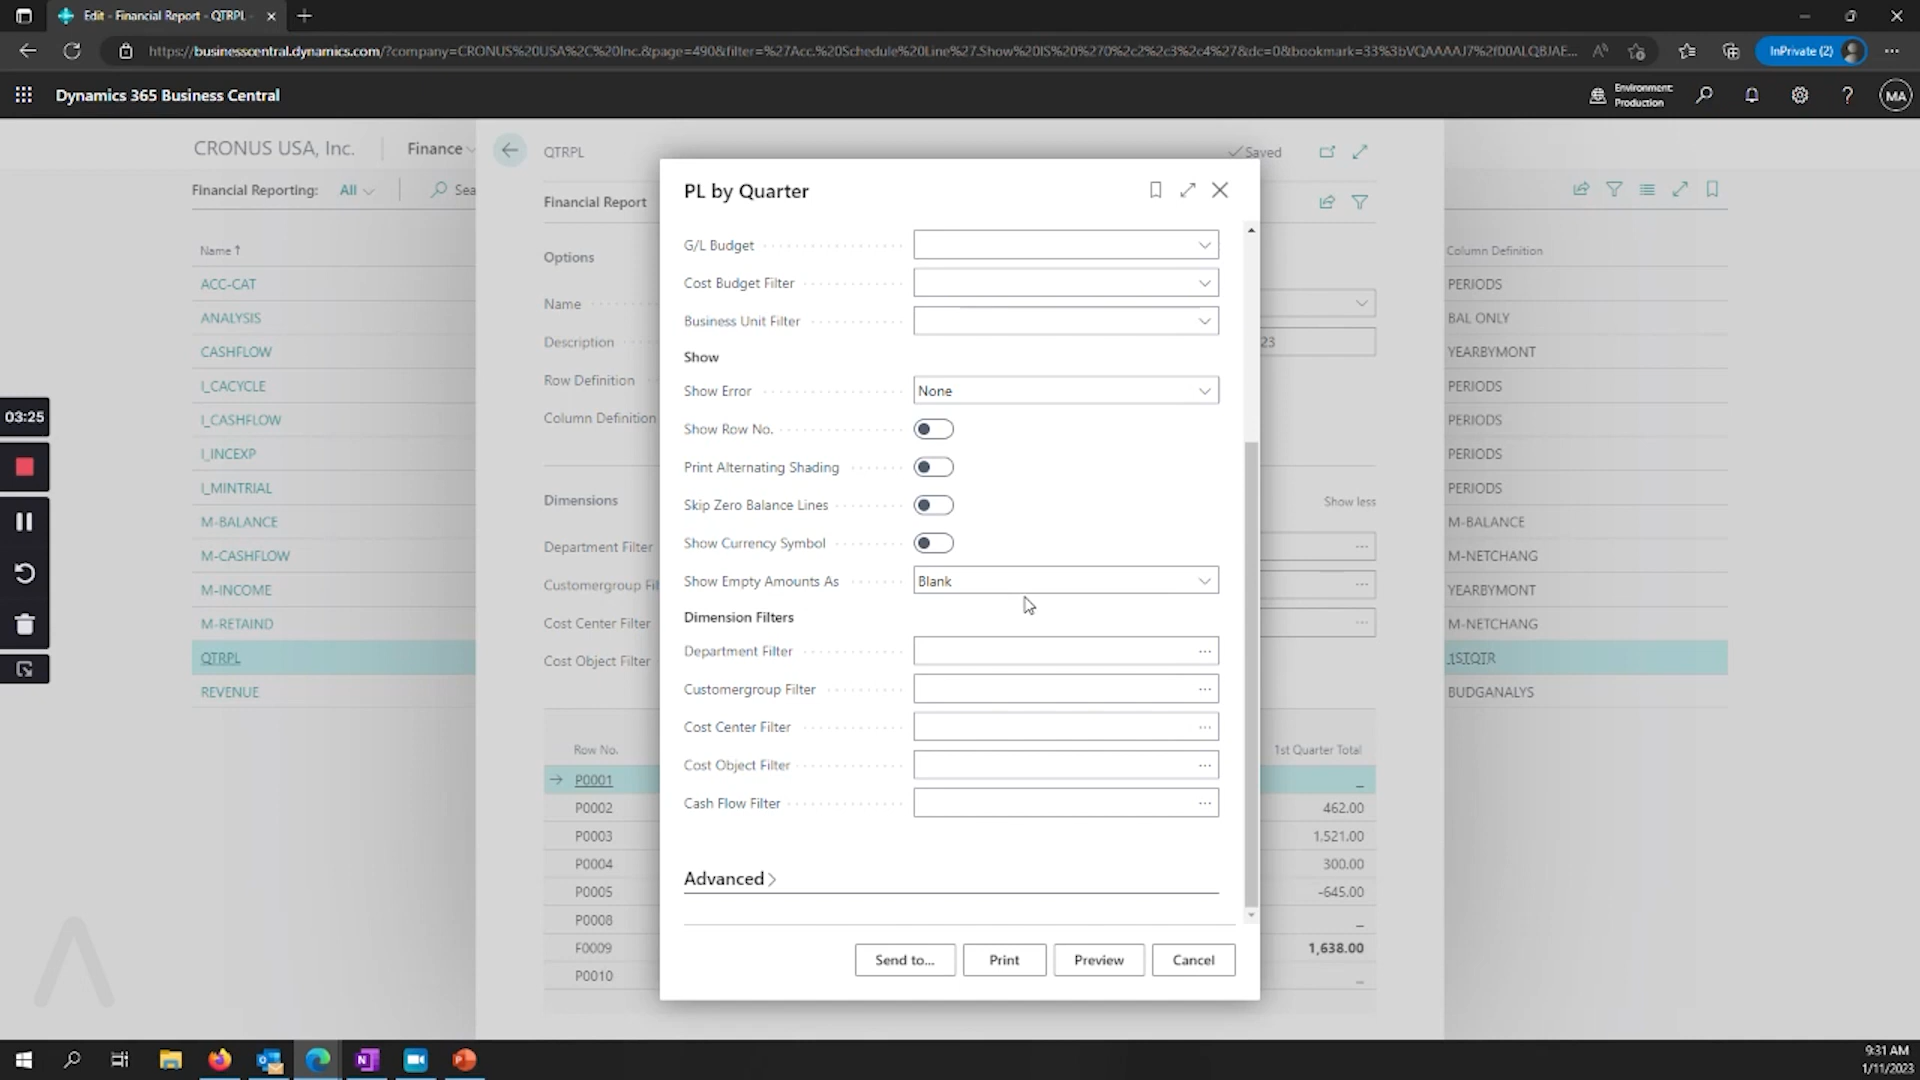 Edit - Financial Report - QTRPL
https://businesscentral.dynamics.com/?company=CRONUS%20USA%2C%20Inc.&page=490&filter=%27Acc.%20Schedule%20Line%27.Show%20IS%20%270%2c2%2c3%2c4%27&dc=0&bookmark=33%3bVQAAAAJ7%2f00ALQBJAE...
InPrivate (2)
Dynamics 365 Business Central
Environment:
Production
MA
CRONUS USA, Inc.
Finance
Financial Reporting:
All
Sea
Name ↑
ACC-CAT
ANALYSIS
CASHFLOW
I_CACYCLE
I_CASHFLOW
I_INCEXP
I_MINTRIAL
M-BALANCE
M-CASHFLOW
M-INCOME
M-RETAIND
QTRPL
REVENUE
03:25
QTRPL
Saved
Financial Report
Options
Name
Description
23
Row Definition
Column Definition
Dimensions
Show less
Department Filter
Customergroup Fil
Cost Center Filter
Cost Object Filter
Row No.
1st Quarter Total
P0001
_
P0002
462.00
P0003
1,521.00
P0004
300.00
P0005
-645.00
P0008
_
F0009
1,638.00
P0010
_
PL by Quarter
G/L Budget
Cost Budget Filter
Business Unit Filter
Show
Show Error
None
Show Row No.
Print Alternating Shading
Skip Zero Balance Lines
Show Currency Symbol
Show Empty Amounts As
Blank
Dimension Filters
Department Filter
Customergroup Filter
Cost Center Filter
Cost Object Filter
Cash Flow Filter
Advanced
Send to...
Print
Preview
Cancel
Column Definition
PERIODS
BAL ONLY
YEARBYMONT
PERIODS
PERIODS
PERIODS
PERIODS
M-BALANCE
M-NETCHANG
YEARBYMONT
M-NETCHANG
1STQTR
BUDGANALYS
9:31 AM
1/11/2023